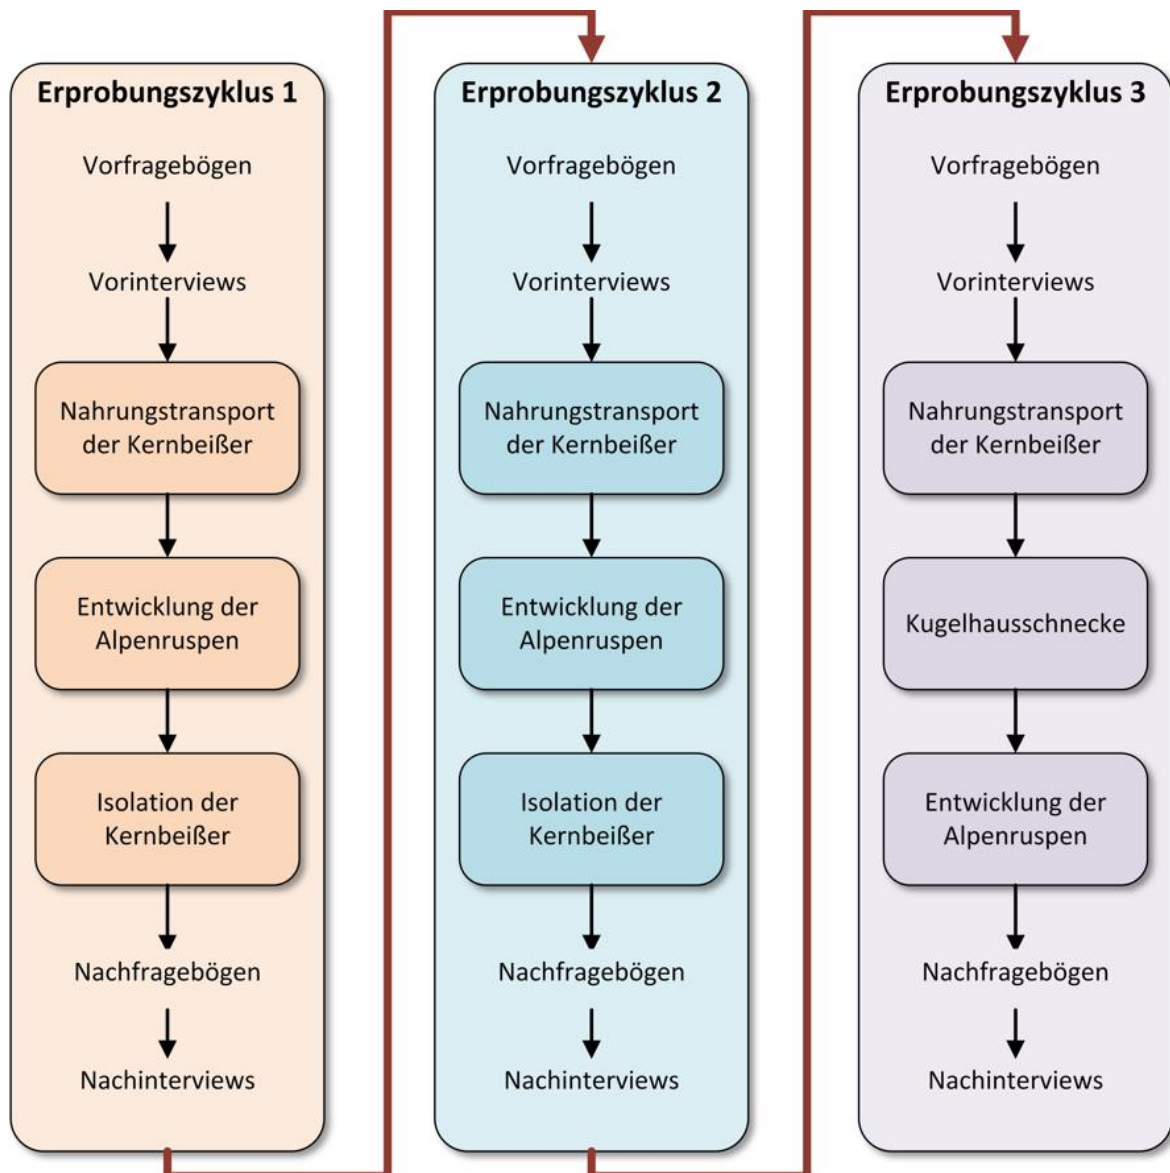 Erprobungszyklus 1
Vorfragebögen
Vorinterviews
Nahrungstransport
der Kernbeißer
Entwicklung der
Alpenruspen
Isolation der
Kernbeißer
Nachfragebögen
Nachinterviews
Erprobungszyklus 2
Vorfragebögen
Vorinterviews
Nahrungstransport
der Kernbeißer
Entwicklung der
Alpenruspen
Isolation der
Kernbeißer
Nachfragebögen
Nachinterviews
Erprobungszyklus 3
Vorfragebögen
Vorinterviews
Nahrungstransport
der Kernbeißer
Kugelhausschnecke
Entwicklung der
Alpenruspen
Nachfragebögen
Nachinterviews